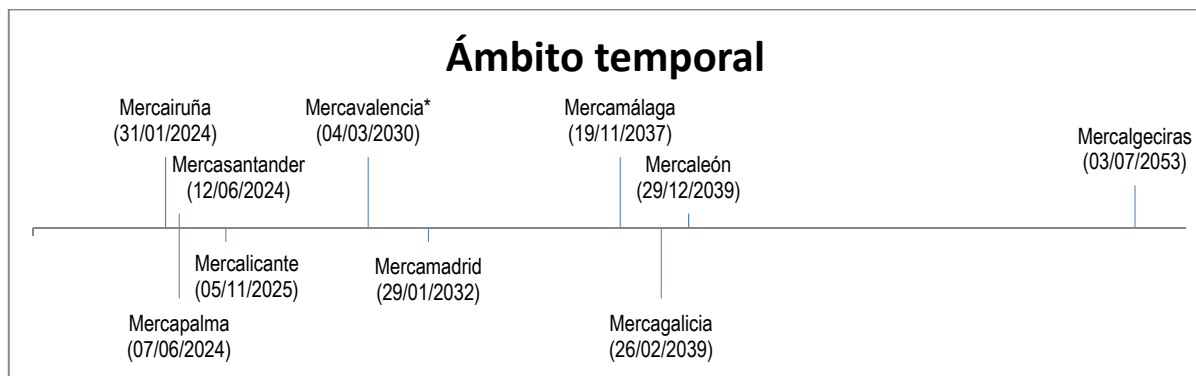 Ámbito temporal
Mercairuña
(31/01/2024)
Mercasantander
(12/06/2024)
Mercavalencia*
(04/03/2030)
Mercamálaga
(19/11/2037)
Mercaleón
(29/12/2039)
Mercalgeciras
(03/07/2053)
Mercalicante
(05/11/2025)
Mercapalma
(07/06/2024)
Mercamadrid
(29/01/2032)
Mercagalicia
(26/02/2039)